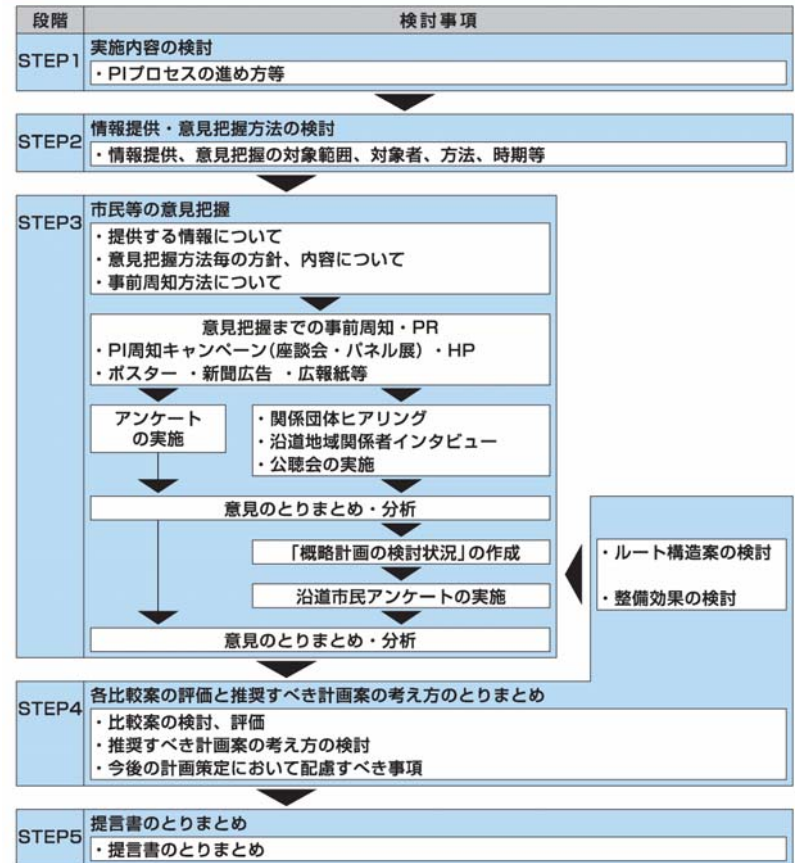 段階 検討事項
STEP1
実施内容の検討
・PIプロセスの進め方等
STEP2
情報提供・意見把握方法の検討
・情報提供、意見把握の対象範囲、対象者、方法、時期等
STEP3
市民等の意見把握
・提供する情報について
・意見把握方法毎の方針、内容について
・事前周知方法について
意見把握までの事前周知・PR
・PI周知キャンペーン(座談会・パネル展) ・HP
・ポスター ・新聞広告 ・広報紙等
アンケート
の実施
・関係団体ヒアリング
・沿道地域関係者インタビュー
・公聴会の実施
意見のとりまとめ・分析
「概略計画の検討状況」の作成
沿道市民アンケートの実施
意見のとりまとめ・分析
・ルート構造案の検討
・整備効果の検討
STEP4
各比較案の評価と推奨すべき計画案の考え方のとりまとめ
・比較案の検討、評価
・推奨すべき計画案の考え方の検討
・今後の計画策定において配慮すべき事項
STEP5
提言書のとりまとめ
・提言書のとりまとめ